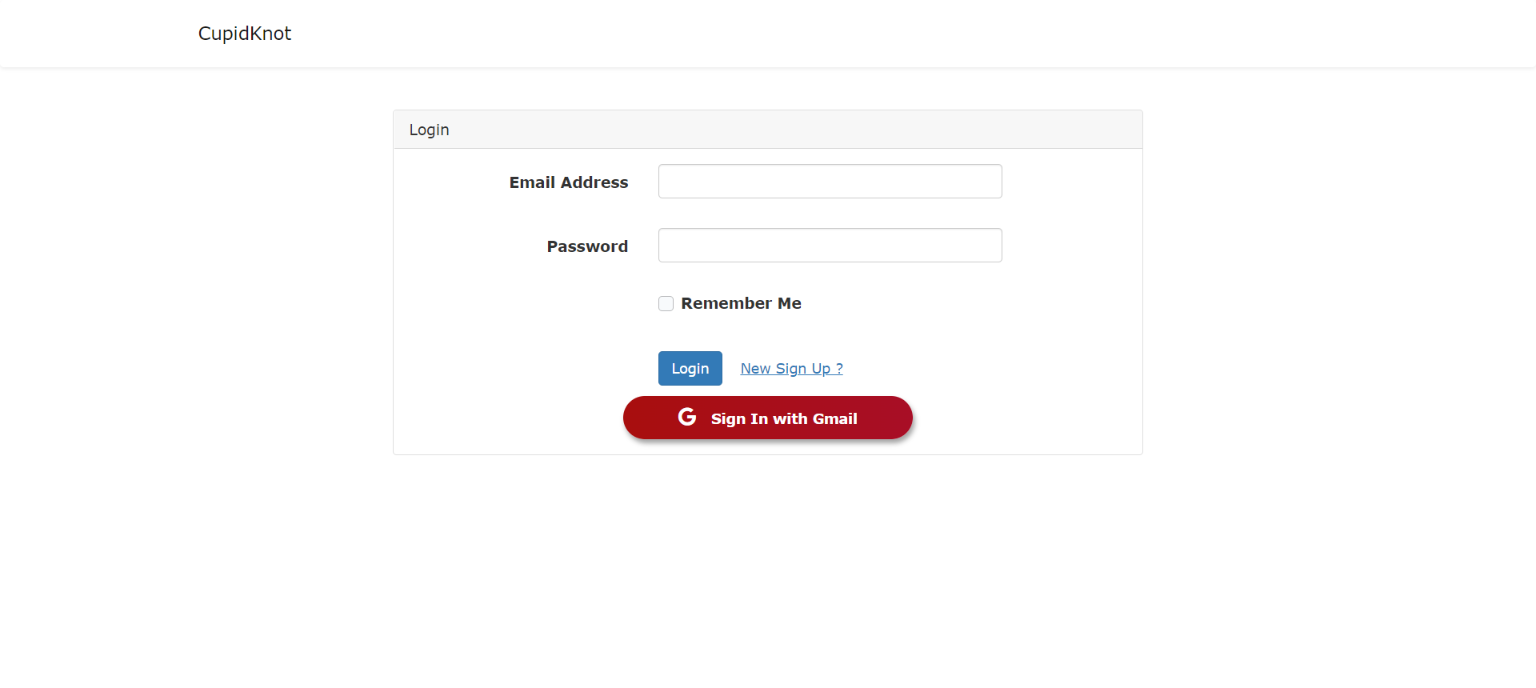 CupidKnot
Login
Email Address
Password
Remember Me
Login New Sign Up ?
Sign In with Gmail